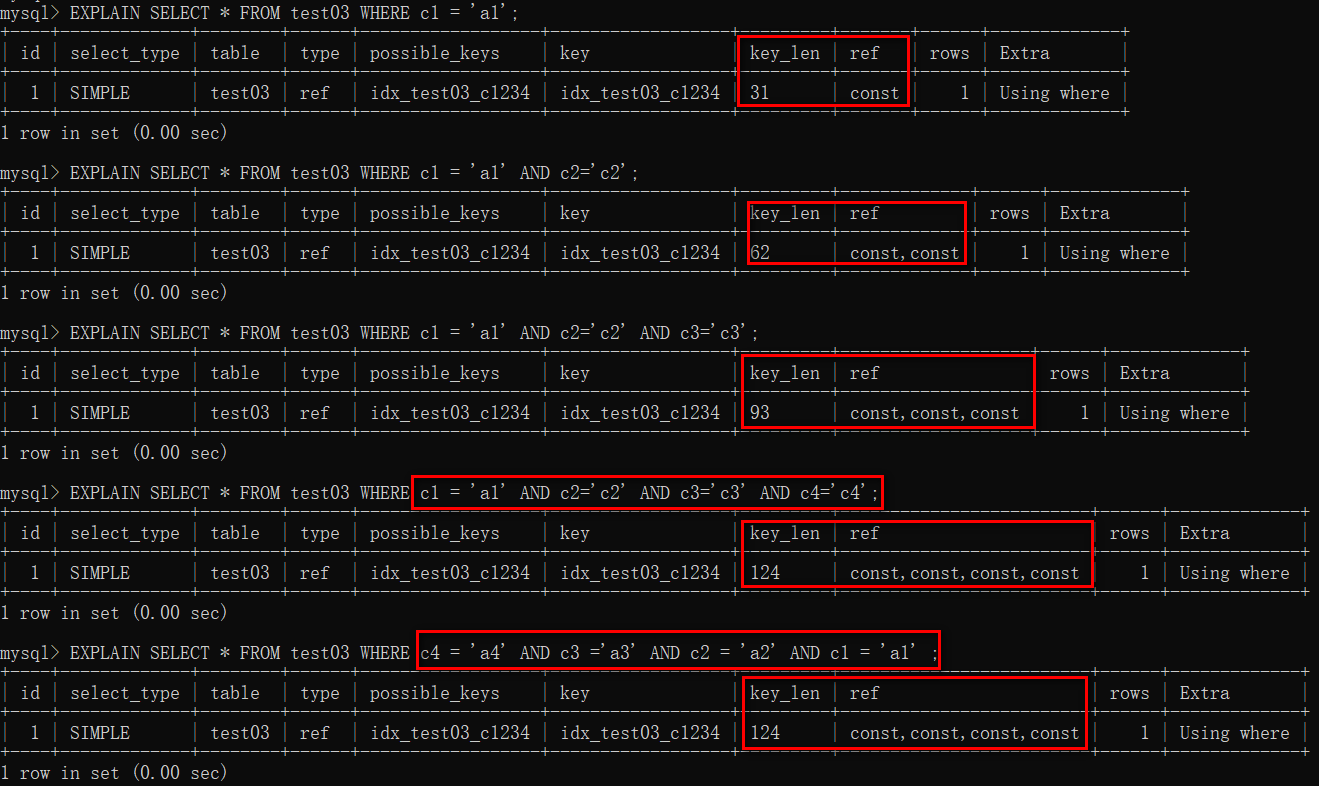 mysql> EXPLAIN SELECT * FROM test03 WHERE c1 = 'a1';
| id | select_type | table | type | possible_keys | key | key_len | ref | rows | Extra |
| 1 | SIMPLE | test03 | ref | idx_test03_c1234 | idx_test03_c1234 | 31 | const | 1 | Using where |
1 row in set (0.00 sec)
mysql> EXPLAIN SELECT * FROM test03 WHERE c1 = 'a1' AND c2='c2';
| id | select_type | table | type | possible_keys | key | key_len | ref | rows | Extra |
| 1 | SIMPLE | test03 | ref | idx_test03_c1234 | idx_test03_c1234 | 62 | const,const | 1 | Using where |
1 row in set (0.00 sec)
mysql> EXPLAIN SELECT * FROM test03 WHERE c1 = 'a1' AND c2='c2' AND c3='c3';
| id | select_type | table | type | possible_keys | key | key_len | ref | rows | Extra |
| 1 | SIMPLE | test03 | ref | idx_test03_c1234 | idx_test03_c1234 | 93 | const,const,const | 1 | Using where |
1 row in set (0.00 sec)
mysql> EXPLAIN SELECT * FROM test03 WHERE c1 = 'a1' AND c2='c2' AND c3='c3' AND c4='c4';
| id | select_type | table | type | possible_keys | key | key_len | ref | rows | Extra |
| 1 | SIMPLE | test03 | ref | idx_test03_c1234 | idx_test03_c1234 | 124 | const,const,const,const | 1 | Using where |
1 row in set (0.00 sec)
mysql> EXPLAIN SELECT * FROM test03 WHERE c4 = 'a4' AND c3 ='a3' AND c2 = 'a2' AND c1 = 'a1' ;
| id | select_type | table | type | possible_keys | key | key_len | ref | rows | Extra |
| 1 | SIMPLE | test03 | ref | idx_test03_c1234 | idx_test03_c1234 | 124 | const,const,const,const | 1 | Using where |
1 row in set (0.00 sec)